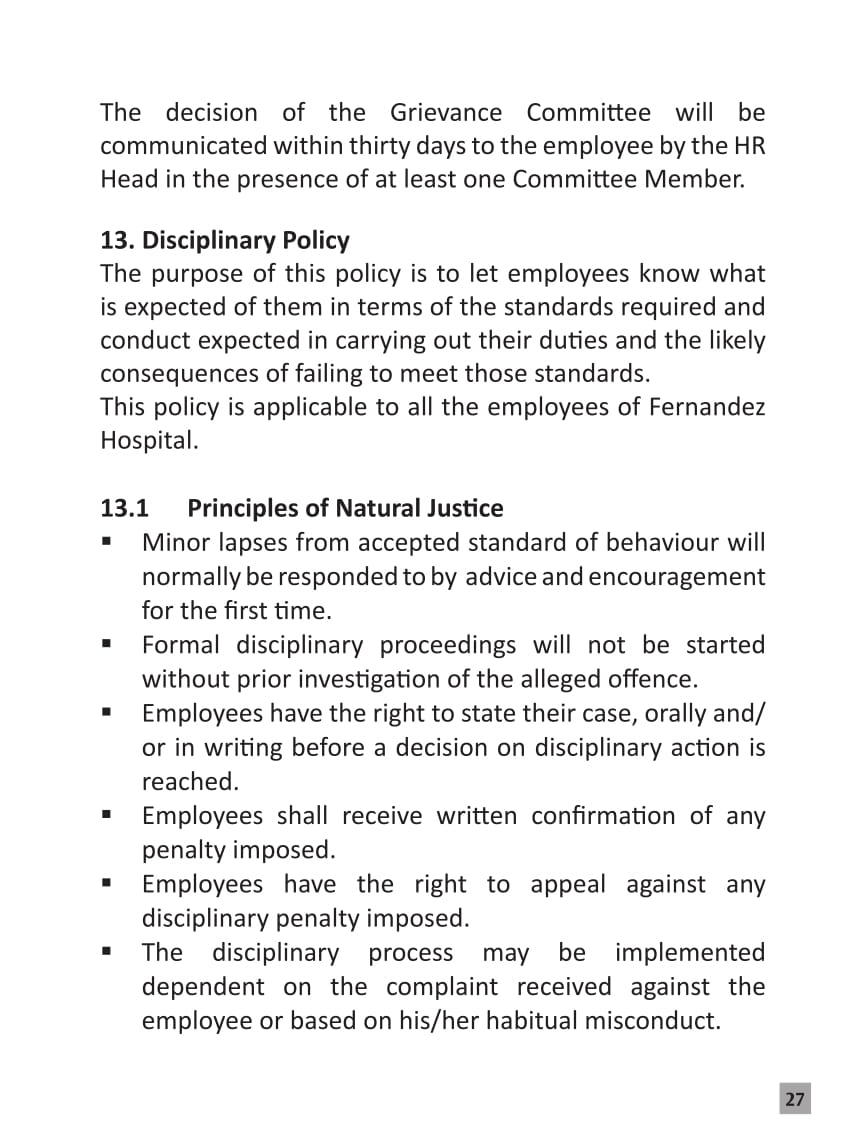 The decision of the Grievance Committee will be
communicated within thirty days to the employee by the HR
Head in the presence of at least one Committee Member.
13. Disciplinary Policy
The purpose of this policy is to let employees know what
is expected of them in terms of the standards required and
conduct expected in carrying out their duties and the likely
consequences of failing to meet those standards.
This policy is applicable to all the employees of Fernandez
Hospital.
13.1 Principles of Natural Justice
▪ Minor lapses from accepted standard of behaviour will
normally be responded to by advice and encouragement
for the first time.
▪ Formal disciplinary proceedings will not be started
without prior investigation of the alleged offence.
▪ Employees have the right to state their case, orally and/
or in writing before a decision on disciplinary action is
reached.
▪ Employees shall receive written confirmation of any
penalty imposed.
▪ Employees have the right to appeal against any
disciplinary penalty imposed.
▪ The disciplinary process may be implemented
dependent on the complaint received against the
employee or based on his/her habitual misconduct.
27